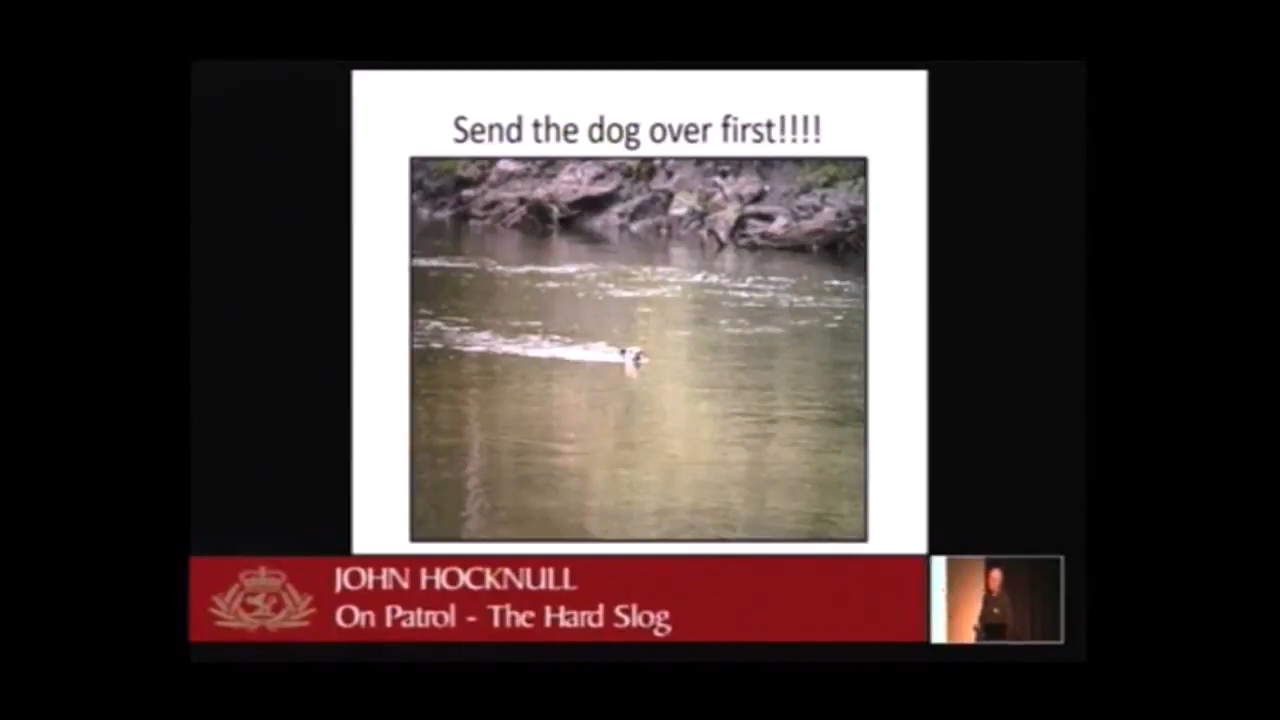 Send the dog over first!!!!
JOHN HOCKNULL
On Patrol - The Hard Slog